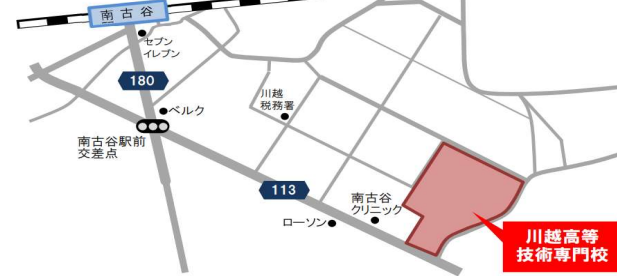 南古谷
セブン
イレブン
180
ベルク
川越
税務署
南古谷駅前
交差点
113
南古谷
クリニック
ローソン
川越高等
技術専門校